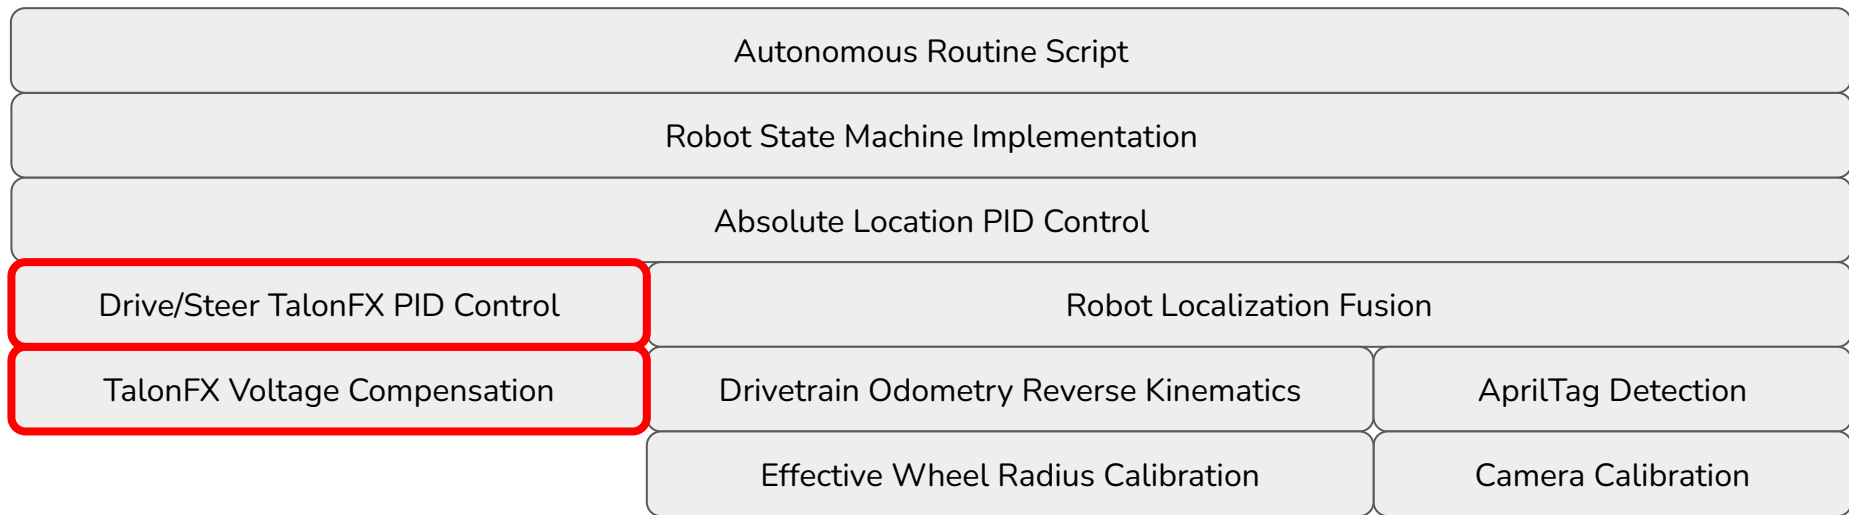 Autonomous Routine Script
Robot State Machine Implementation
Absolute Location PID Control
Drive/Steer TalonFX PID Control
Robot Localization Fusion
TalonFX Voltage Compensation
Drivetrain Odometry Reverse Kinematics
AprilTag Detection
Effective Wheel Radius Calibration
Camera Calibration